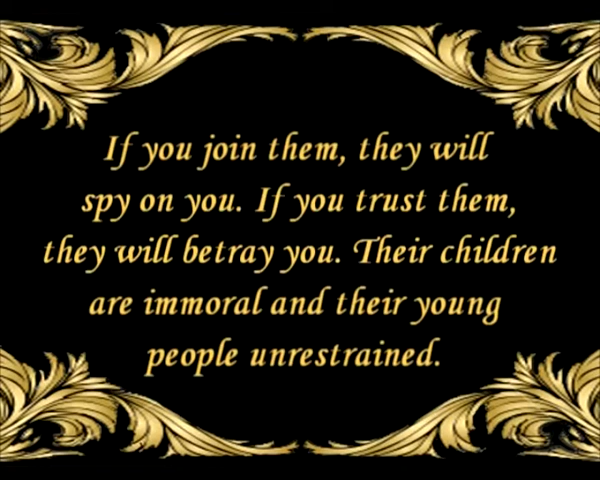 If you join them, they will
spy on you. If you trust them,
they will betray you. Their children
are immoral and their young
people unrestrained.